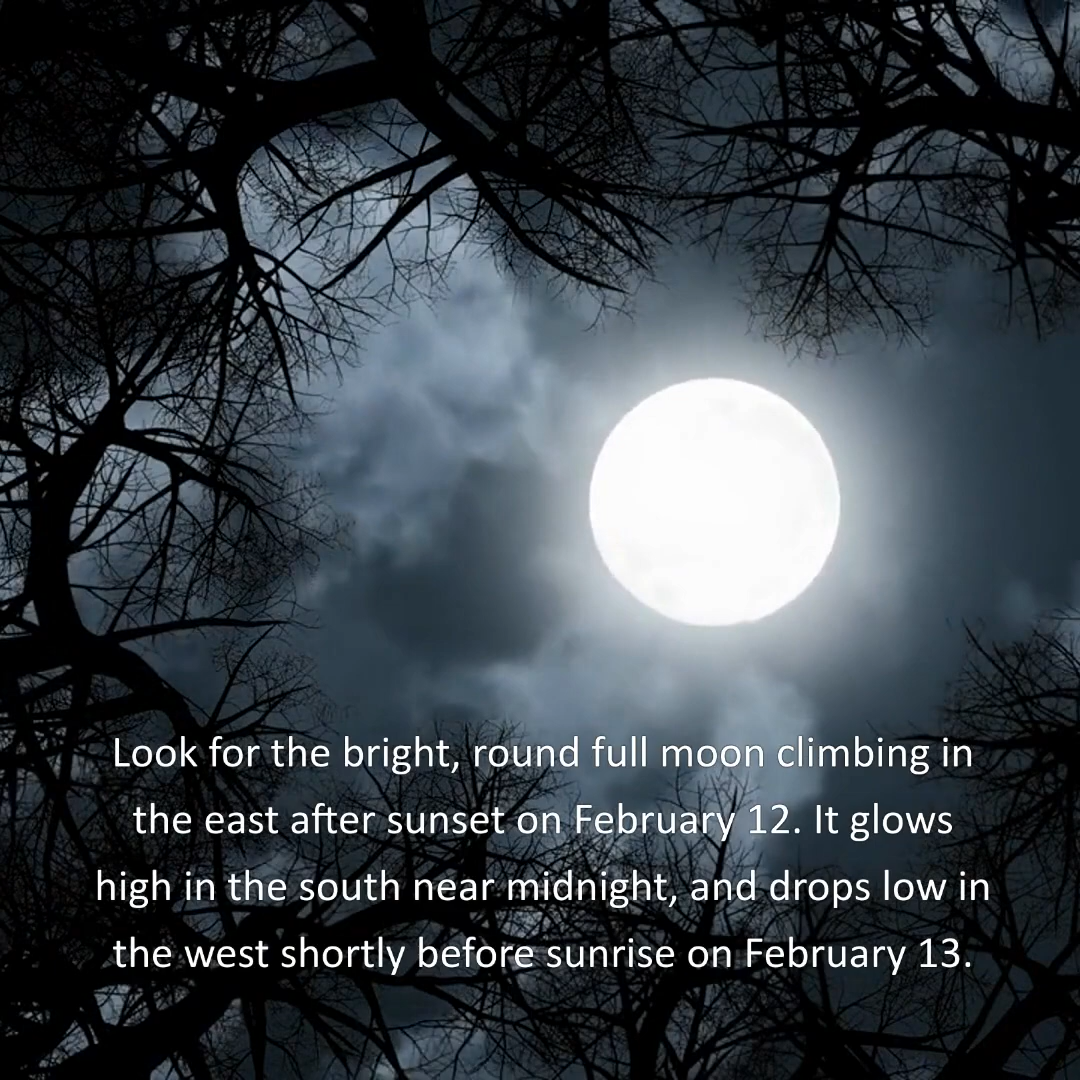 Look for the bright, round full moon climbing in
the east after sunset on February 12. It glows
high in the south near midnight, and drops low in
the west shortly before sunrise on February 13.